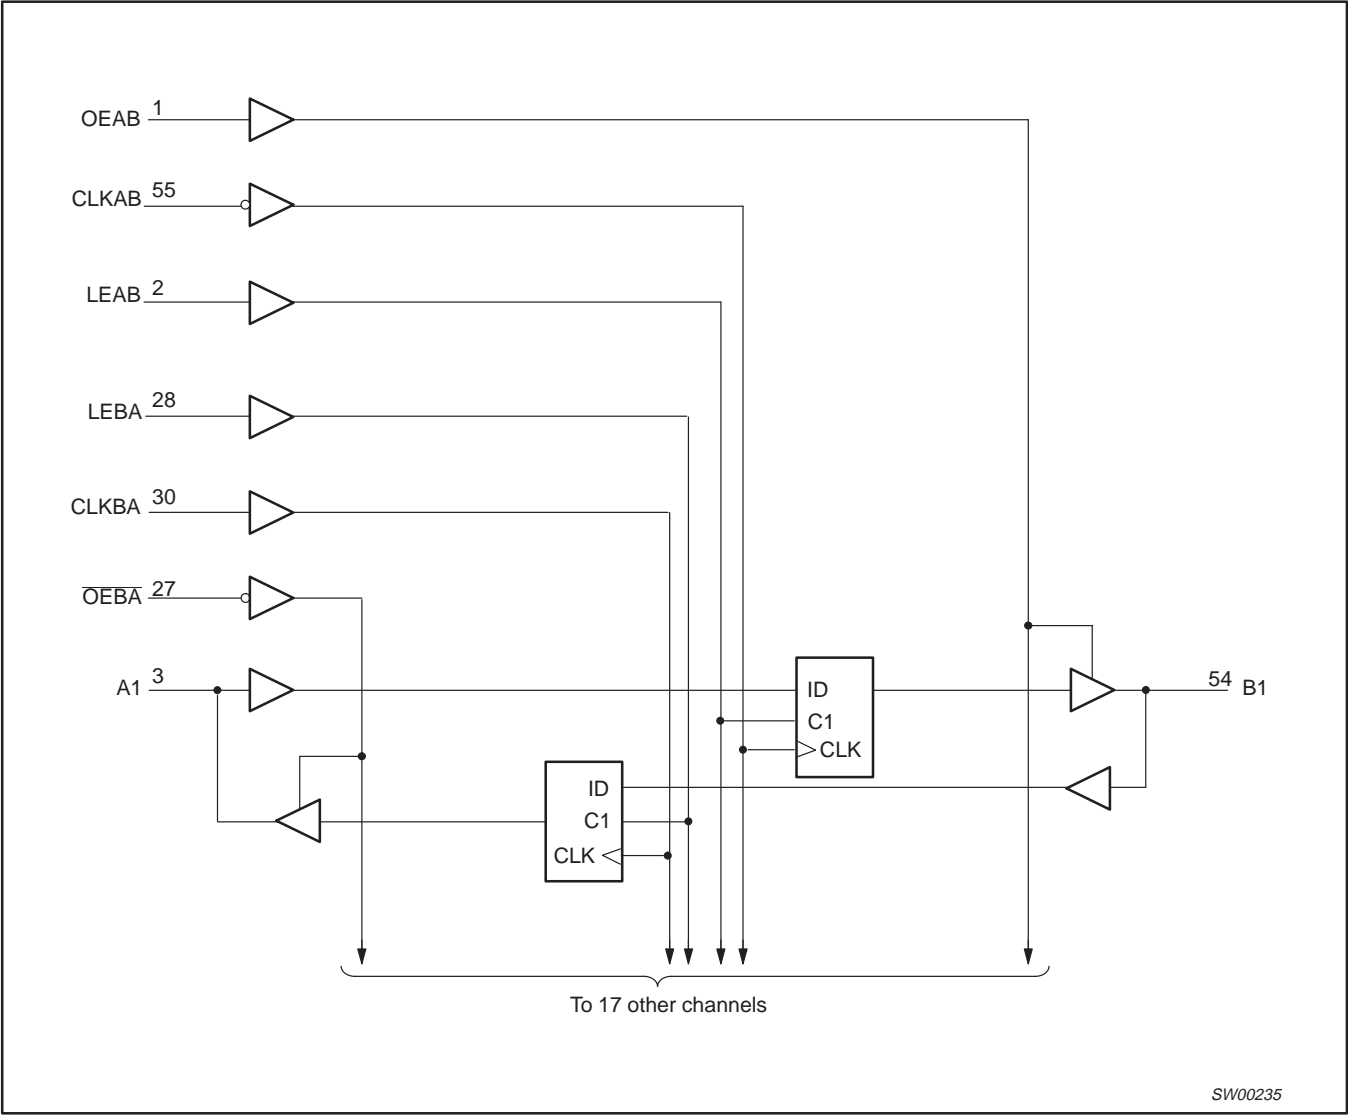 OEAB 1
CLKAB 55
LEAB 2
LEBA 28
CLKBA 30
OEBA 27
A1 3
ID
C1
CLK
54 B1
ID
C1
CLK
To 17 other channels
SW00235